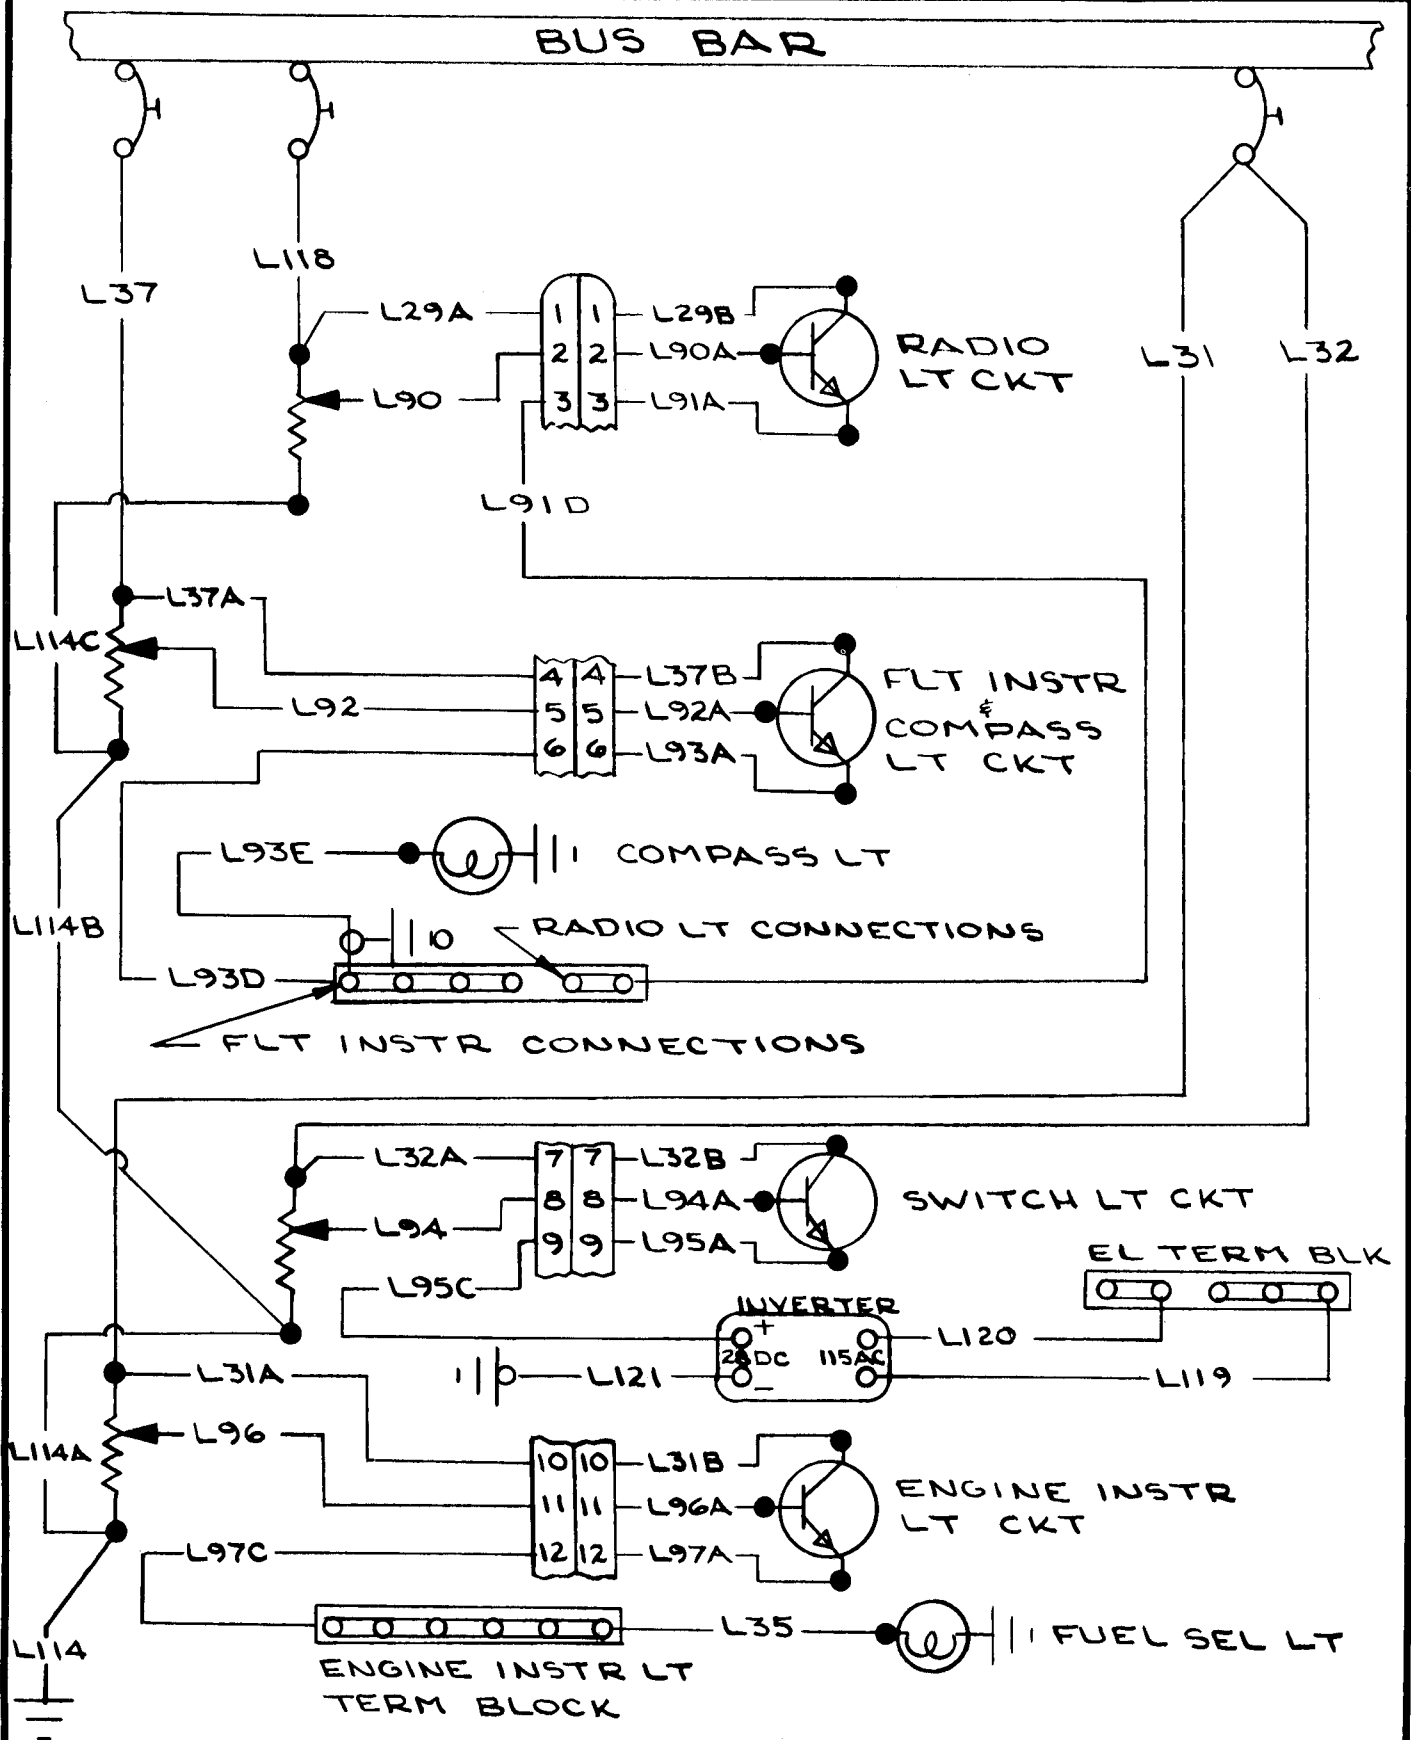 BUS BAR
L118
L37
L29A
1 1
L29B
RADIO
LT CKT
2 2
L90A
L31
L32
L90
3 3
L91A
L91D
L37A
L114C
4 4
L37B
FLT INSTR
&
COMPASS
LT CKT
L92
5 5
L92A
6 6
L93A
L93E
1
COMPASS LT
L114B
10
RADIO LT CONNECTIONS
L93D
FLT INSTR CONNECTIONS
L32A
7 7
L32B
8 8
L94A
SWITCH LT CKT
L94
9 9
L95A
EL TERM BLK
L95C
INVERTER
+
L120
28DC 115AC
1
L121
–
L119
L31A
L96
L114A
10 10
L31B
ENGINE INSTR
LT CKT
11 11
L96A
L97C
12 12
L97A
L35
1
FUEL SEL LT
L114
ENGINE INSTR LT
TERM BLOCK